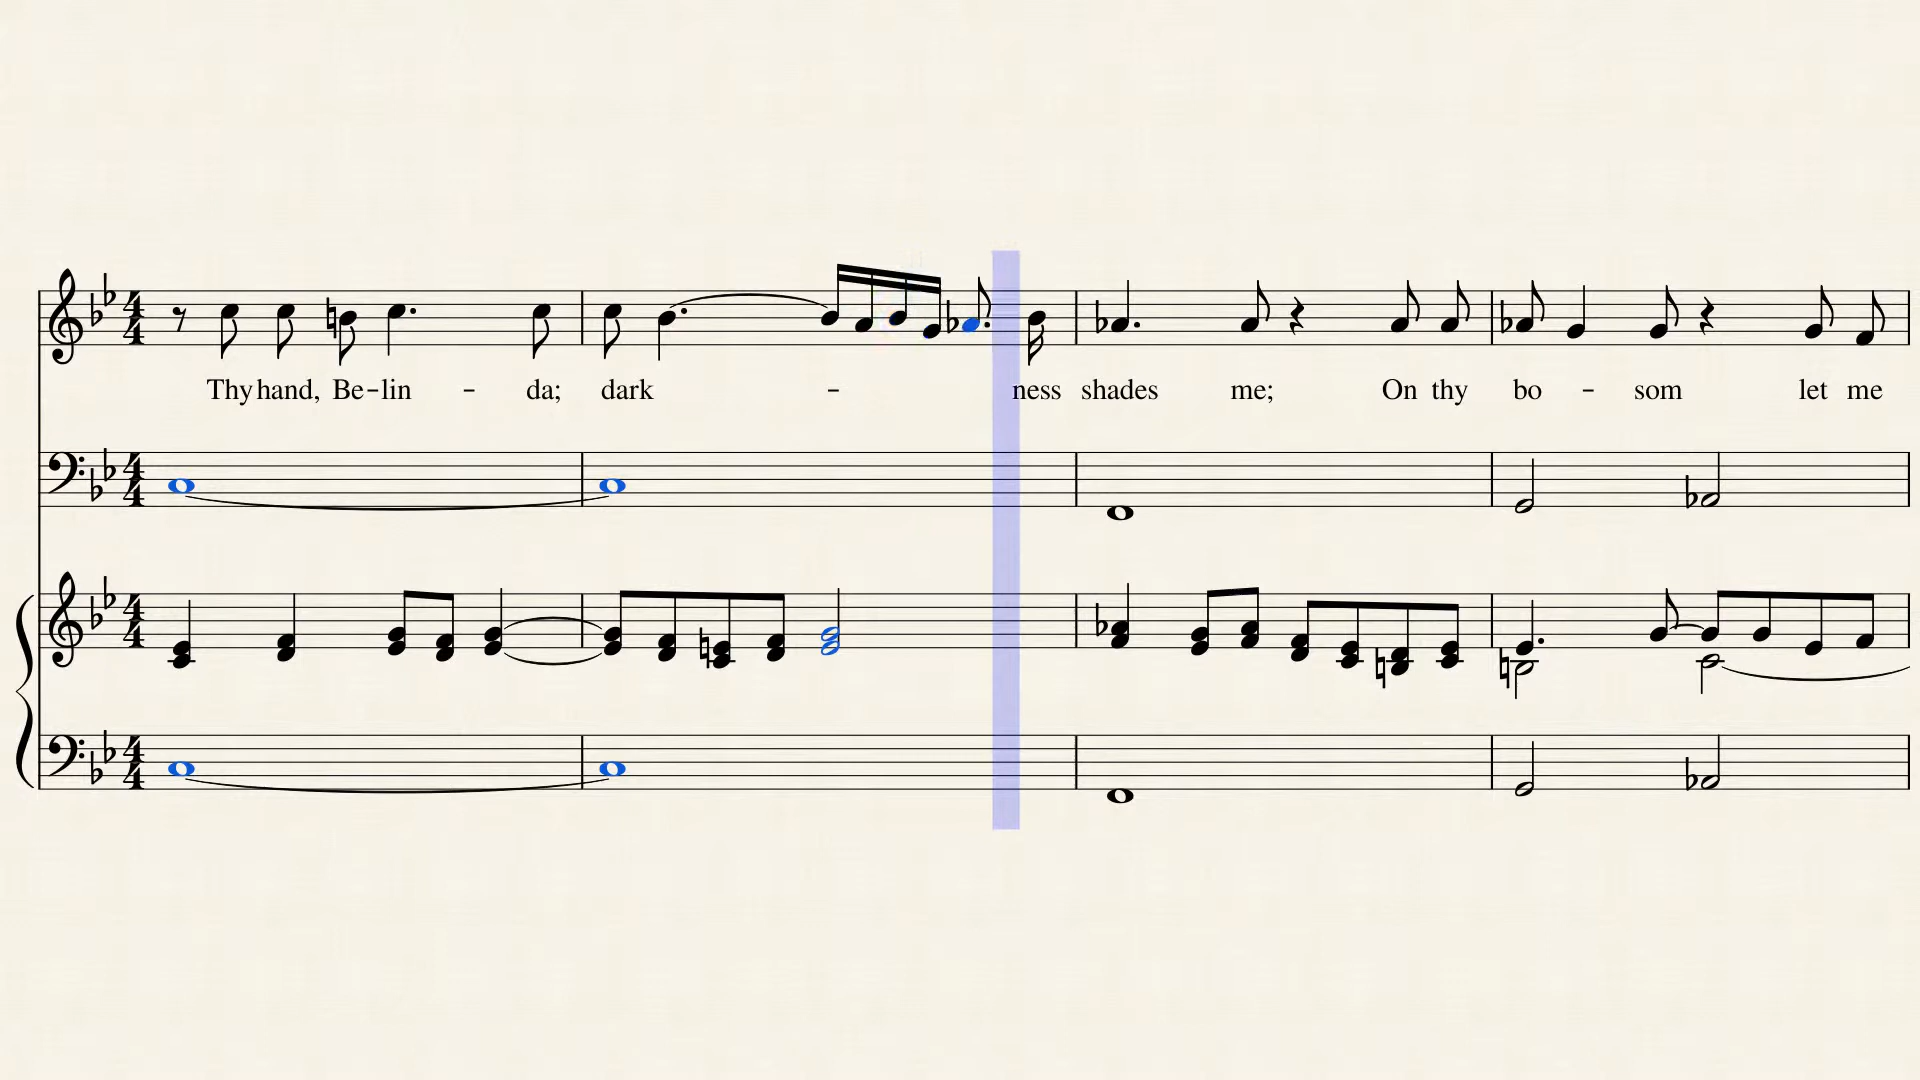 Thy hand, Be-lin - da; dark - ness shades me; On thy bo - som let me